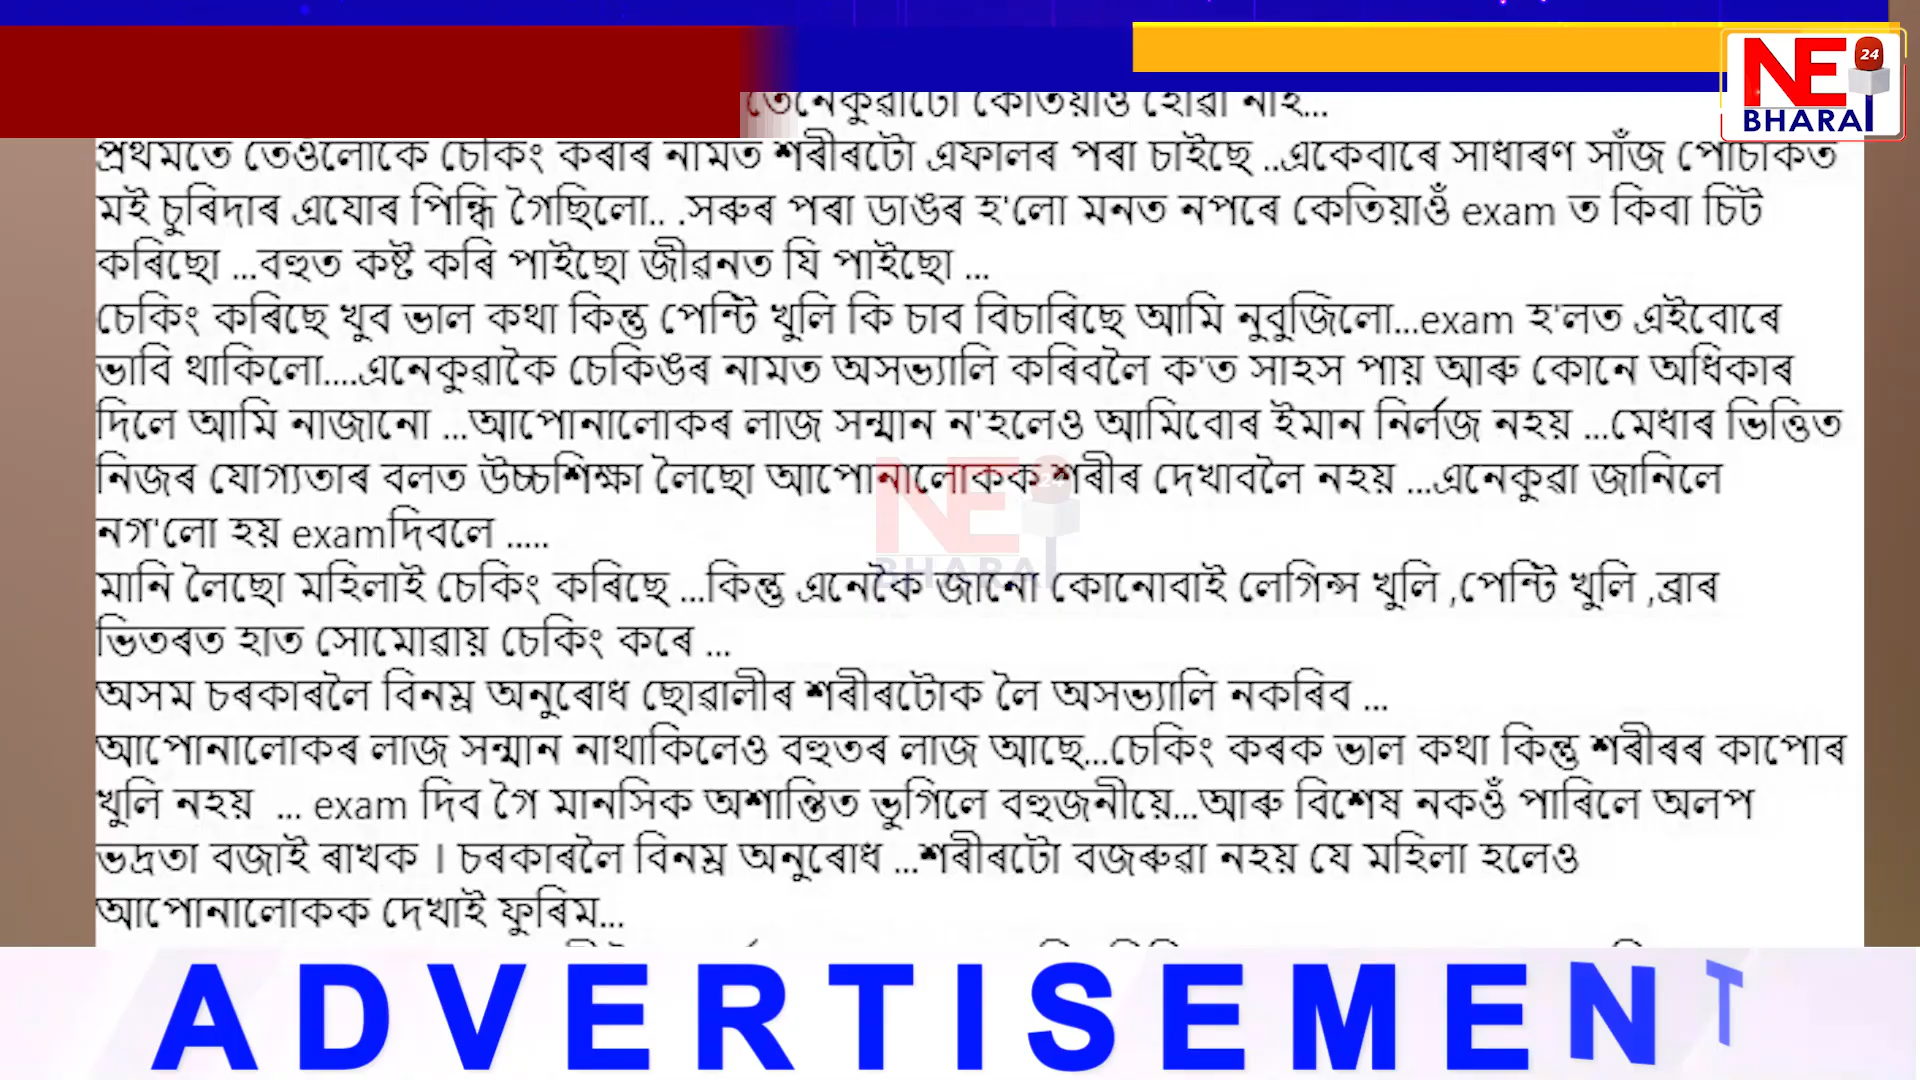 NE 24
BHARAT
তেনেকুৱাটো কেতিয়াও হোৱা নাই...
প্ৰথমতে তেওঁলোকে চেকিং কৰাৰ নামত শৰীৰটো এফালৰ পৰা চাইছে ..একেবাৰে সাধাৰণ সাঁজ পোচাকত
মই চুৰিদাৰ এযোৰ পিন্ধি গৈছিলো.. .সৰুৰ পৰা ডাঙৰ হ'লো মনত নপৰে কেতিয়াওঁ exam ত কিবা চিট
কৰিছো ...বহুত কষ্ট কৰি পাইছো জীৱনত যি পাইছো ...
চেকিং কৰিছে খুব ভাল কথা কিন্তু পেন্টি খুলি কি চাব বিচাৰিছে আমি নুবুজিলো...exam হ'লত এইবোৰে
ভাবি থাকিলো....এনেকুৱাকৈ চেকিঙৰ নামত অসভ্যালি কৰিবলৈ ক'ত সাহস পায় আৰু কোনে অধিকাৰ
দিলে আমি নাজানো ...আপোনালোকৰ লাজ সন্মান ন'হলেও আমিবোৰ ইমান নিৰ্লজ নহয় ...মেধাৰ ভিত্তিত
নিজৰ যোগ্যতাৰ বলত উচ্চশিক্ষা লৈছো আপোনালোকক শৰীৰ দেখাবলৈ নহয় ...এনেকুৱা জানিলে
নগ'লো হয় examদিবলে .....
মানি লৈছো মহিলাই চেকিং কৰিছে ...কিন্তু এনেকৈ জানো কোনোবাই লেগিন্স খুলি ,পেন্টি খুলি ,ব্ৰাৰ
ভিতৰত হাত সোমোৱায় চেকিং কৰে ...
অসম চৰকাৰলৈ বিনম্ৰ অনুৰোধ ছোৱালীৰ শৰীৰটোক লৈ অসভ্যালি নকৰিব ...
আপোনালোকৰ লাজ সন্মান নাথাকিলেও বহুতৰ লাজ আছে...চেকিং কৰক ভাল কথা কিন্তু শৰীৰৰ কাপোৰ
খুলি নহয় ... exam দিব গৈ মানসিক অশান্তিত ভুগিলে বহুজনীয়ে...আৰু বিশেষ নকওঁ পাৰিলে অলপ
ভদ্ৰতা বজাই ৰাখক । চৰকাৰলৈ বিনম্ৰ অনুৰোধ ...শৰীৰটো বজৰুৱা নহয় যে মহিলা হলেও
আপোনালোকক দেখাই ফুৰিম...
ADVERTISEMENT